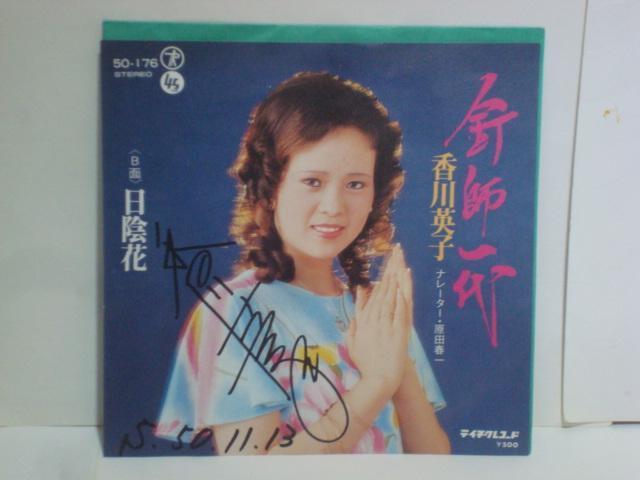 50-176
STEREO
45
針師一代
香川英子
ナレーター・原田春一
〈B面〉
日陰花
S.50.11.13
テイチクレコード
¥500